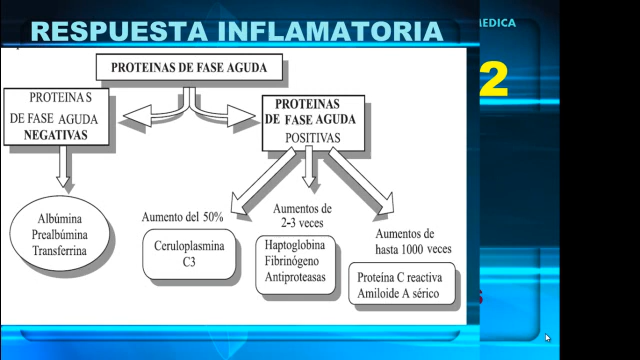 RESPUESTA INFLAMATORIA
MEDICA
2
PROTEINAS DE FASE AGUDA
PROTEINAS
DE FASE AGUDA
NEGATIVAS
PROTEINAS
DE FASE AGUDA
POSITIVAS
Albúmina
Prealbúmina
Transferrina
Aumento del 50%
Ceruloplasmina
C3
Aumentos de
2-3 veces
Haptoglobina
Fibrinógeno
Antiproteasas
Aumentos de
hasta 1000 veces
Proteína C reactiva
Amiloide A sérico